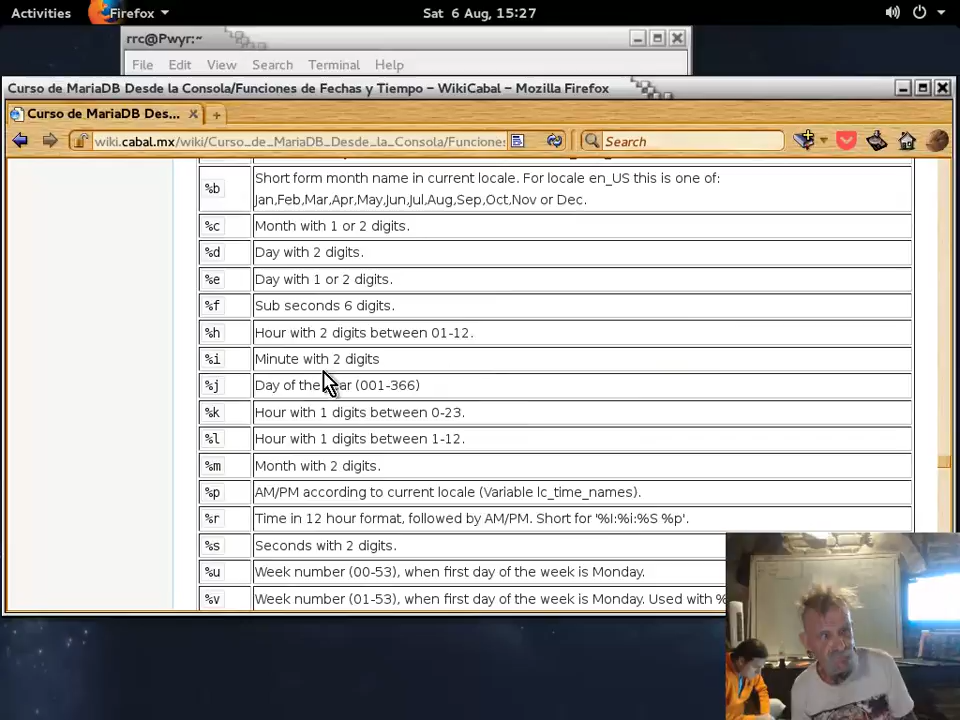 Activities Firefox Sat 6 Aug, 15:27
rrc@Pwyr:~
File Edit View Search Terminal Help
Curso de MariaDB Desde la Consola/Funciones de Fechas y Tiempo – WikiCabal – Mozilla Firefox
Curso de MariaDB Des...
wiki.cabal.mx/wiki/Curso_de_MariaDB_Desde_la_Consola/Funciones Search
%b Short form month name in current locale. For locale en_US this is one of:
Jan,Feb,Mar,Apr,May,Jun,Jul,Aug,Sep,Oct,Nov or Dec.
%c Month with 1 or 2 digits.
%d Day with 2 digits.
%e Day with 1 or 2 digits.
%f Sub seconds 6 digits.
%h Hour with 2 digits between 01-12.
%i Minute with 2 digits
%j Day of the year (001-366)
%k Hour with 1 digits between 0-23.
%l Hour with 1 digits between 1-12.
%m Month with 2 digits.
%p AM/PM according to current locale (Variable lc_time_names).
%r Time in 12 hour format, followed by AM/PM. Short for '%I:%i:%S %p'.
%s Seconds with 2 digits.
%u Week number (00-53), when first day of the week is Monday.
%v Week number (01-53), when first day of the week is Monday. Used with %